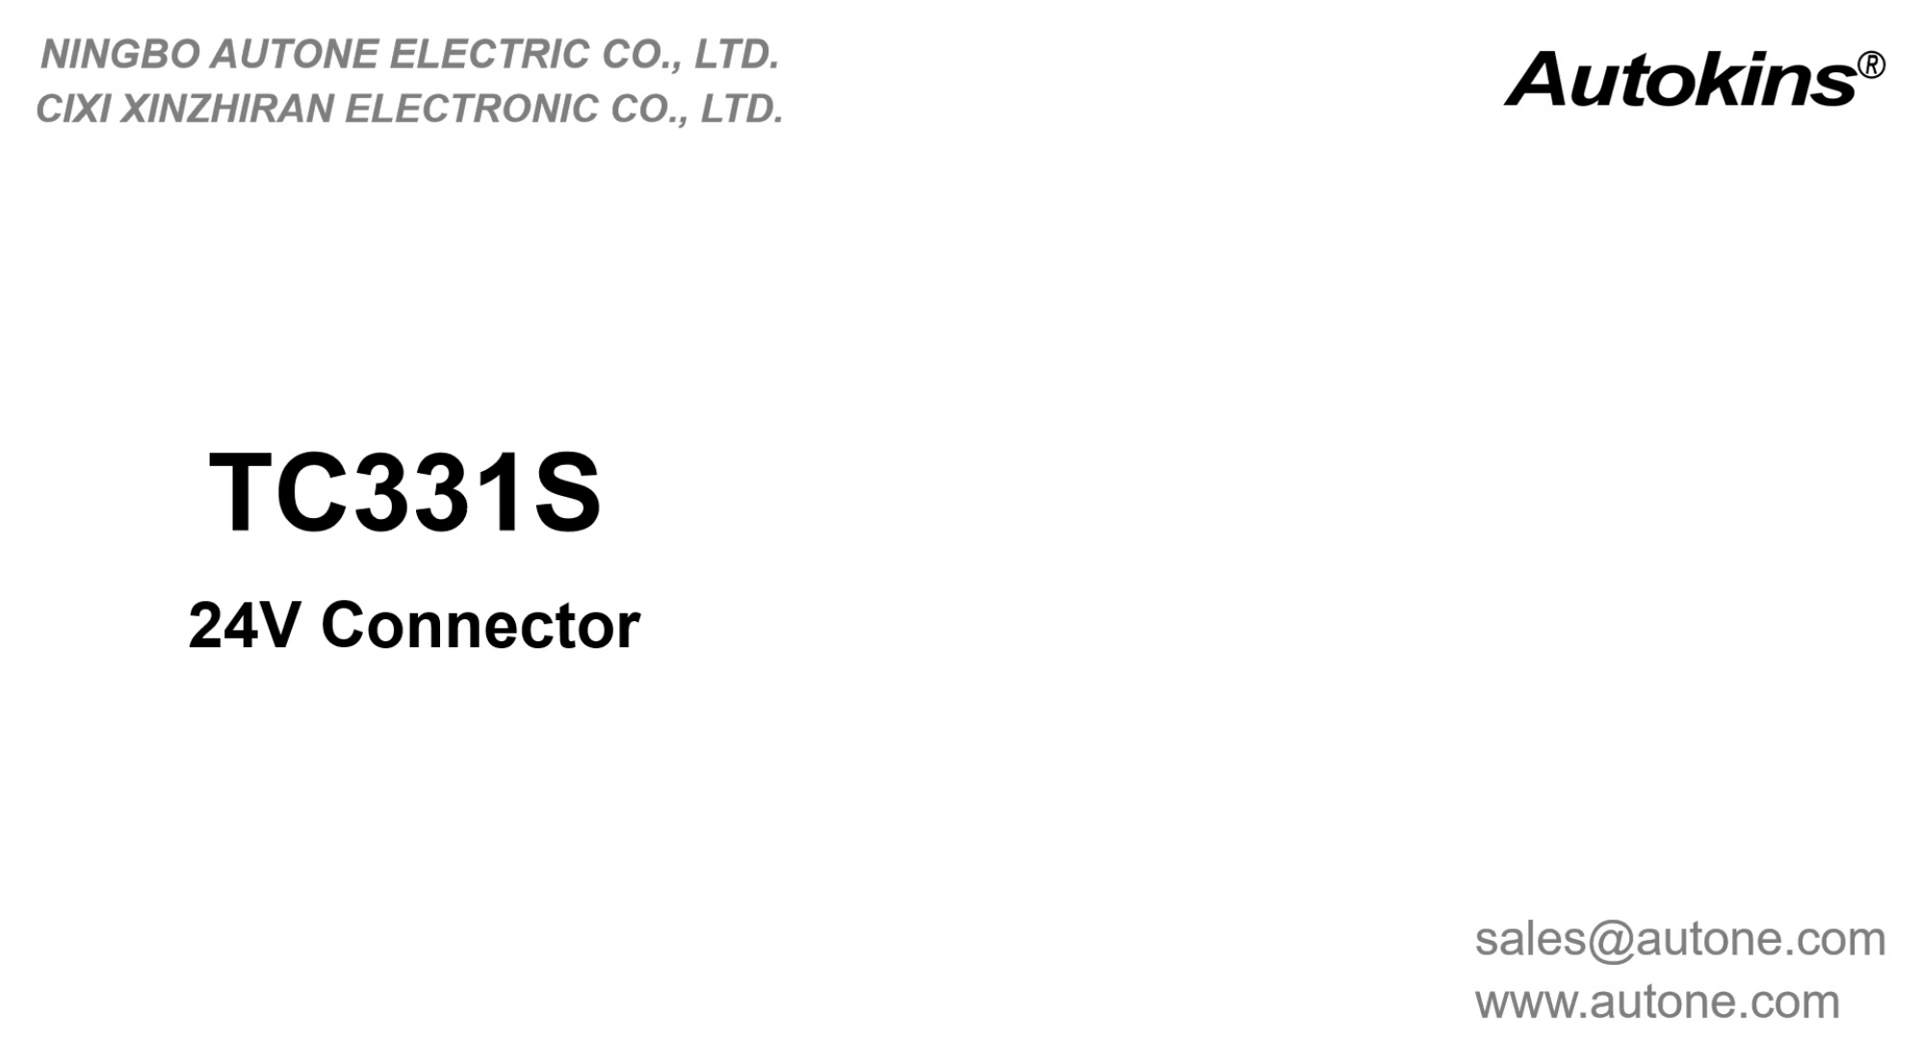 NINGBO AUTONE ELECTRIC CO., LTD.
CIXI XINZHIRAN ELECTRONIC CO., LTD.
Autokins®
TC331S
24V Connector
sales@autone.com
www.autone.com